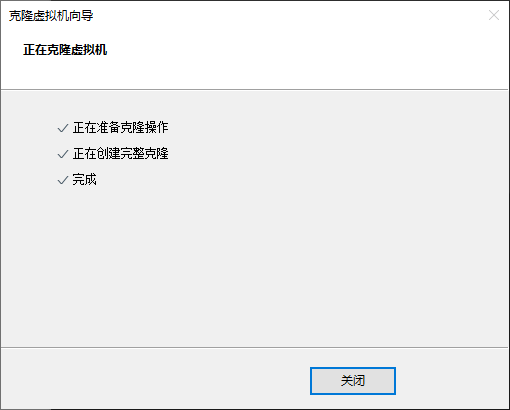 克隆虚拟机向导
正在克隆虚拟机
正在准备克隆操作
正在创建完整克隆
完成
关闭